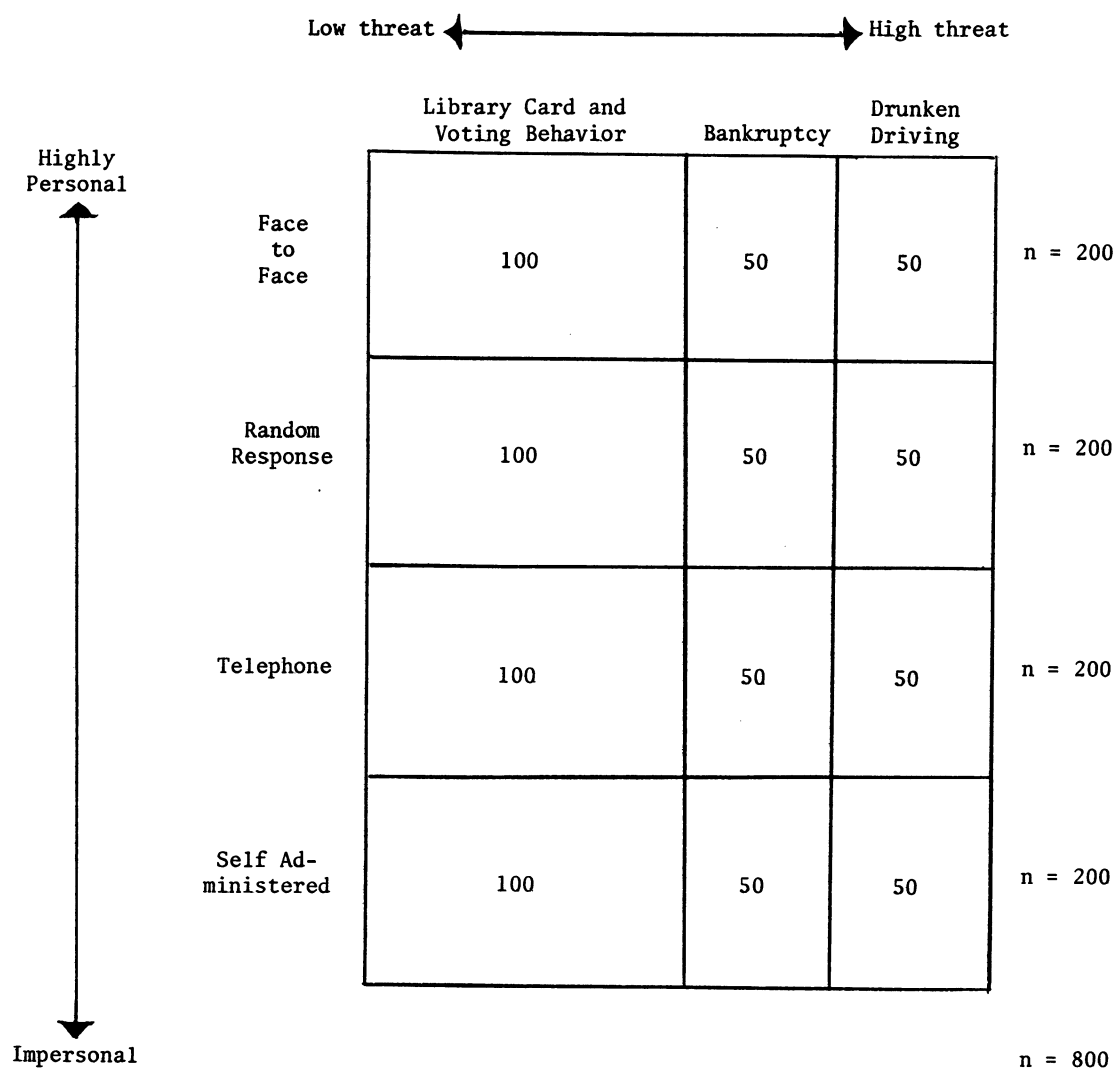 Low threat High threat
Library Card and
Voting Behavior
Bankruptcy
Drunken
Driving
Highly
Personal
Face
to
Face
100 50 50 n = 200
Random
Response
100 50 50 n = 200
Telephone 100 50 50 n = 200
Self Ad-
ministered
100 50 50 n = 200
Impersonal n = 800